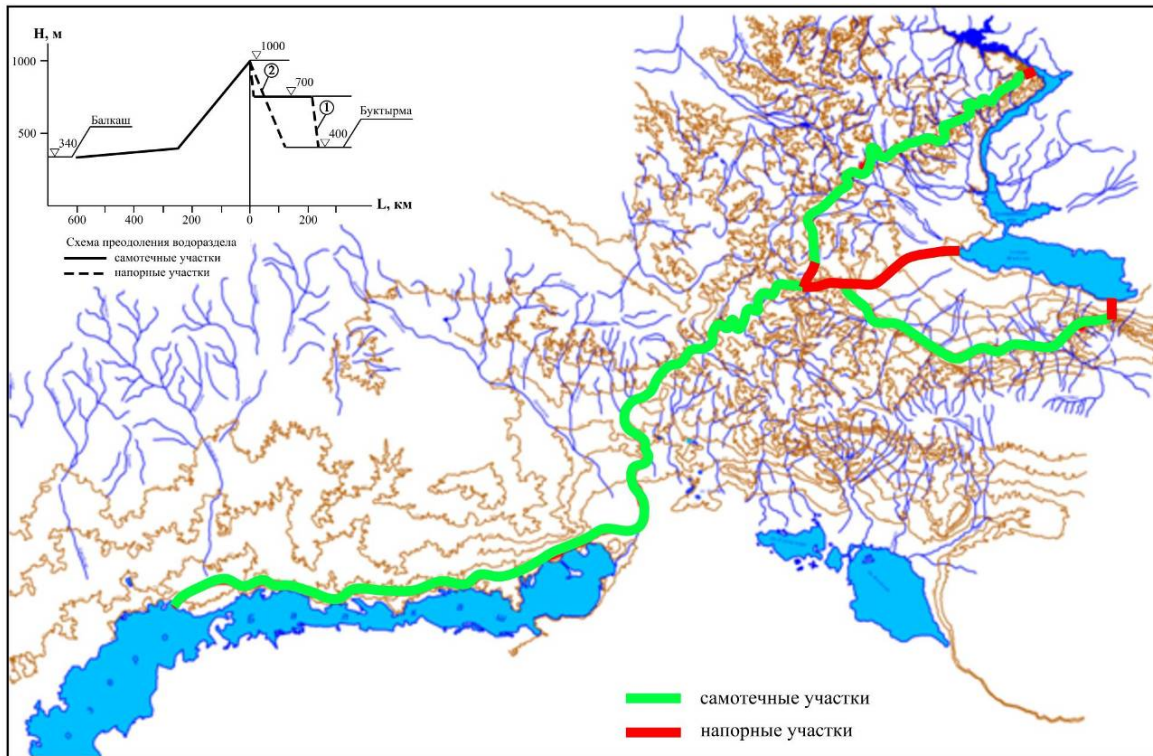 H, м
1000
1000
②
700
Балкаш
①
Буктырма
500
400
340
600 400 200 0 200
L, км
Схема преодоления водораздела
самотечные участки
напорные участки
самотечные участки
напорные участки